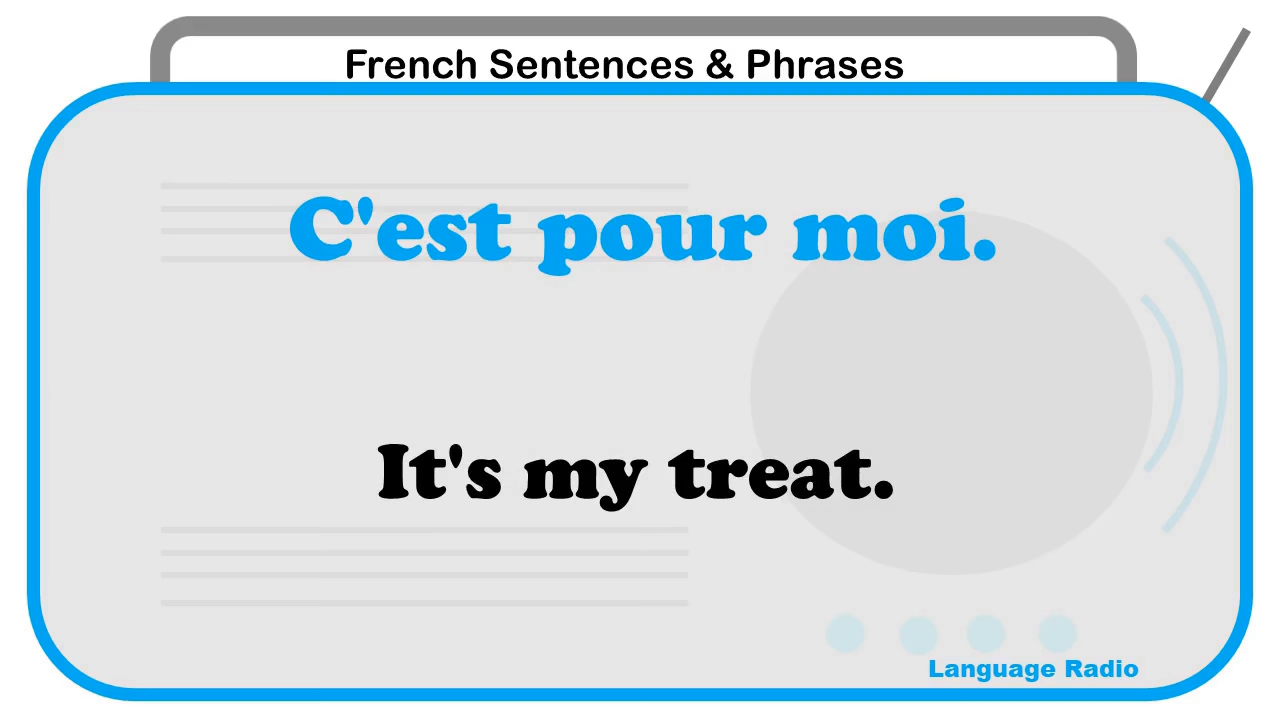 French Sentences & Phrases
C'est pour moi.
It's my treat.
Language Radio